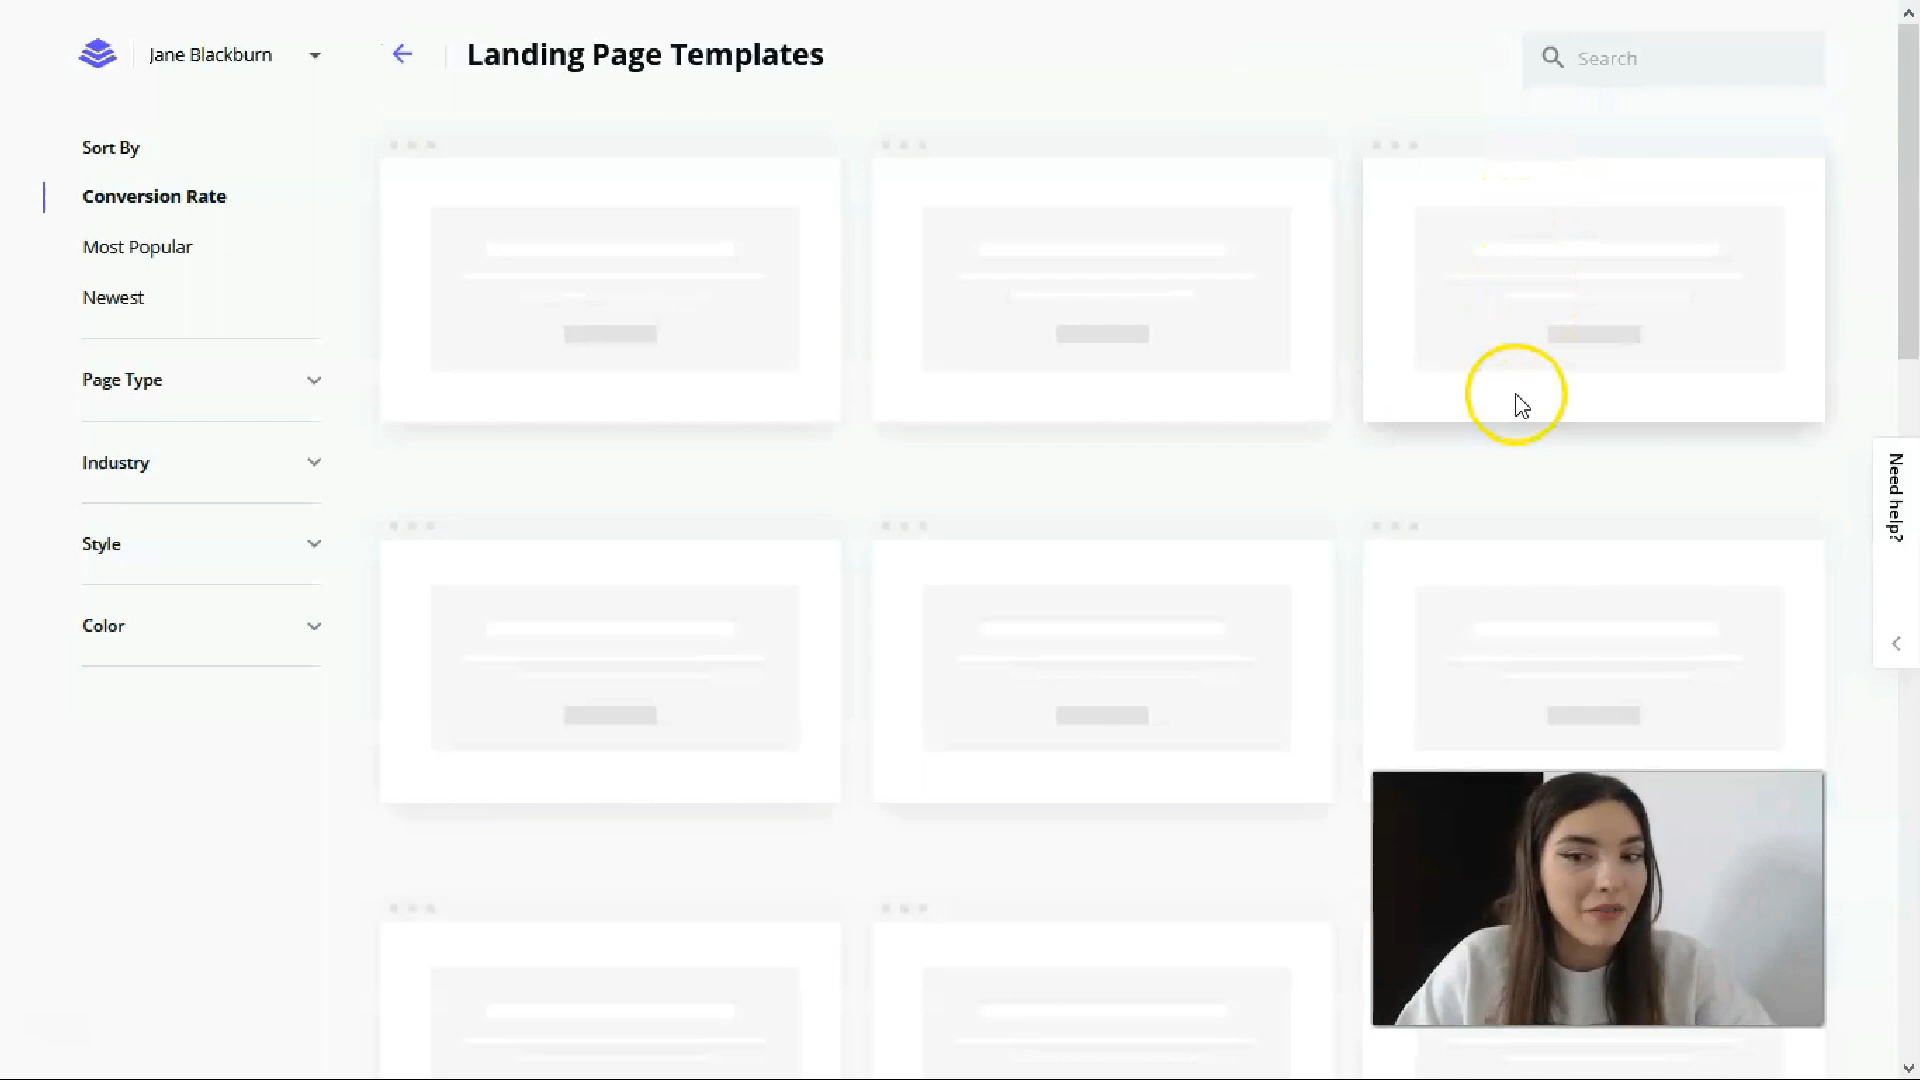 Jane Blackburn
Landing Page Templates
Search
Sort By
Conversion Rate
Most Popular
Newest
Page Type
Industry
Style
Color
Need help?